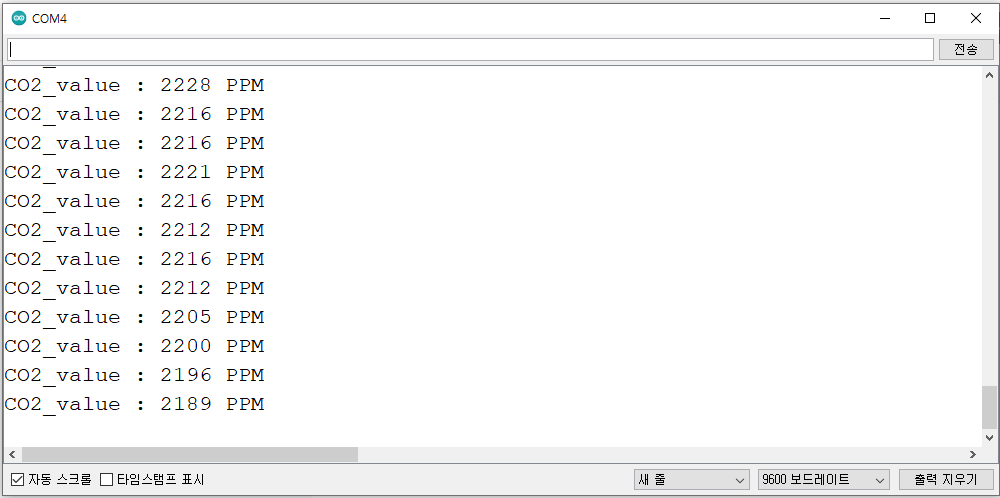 COM4
전송
CO2_value : 2228 PPM
CO2_value : 2216 PPM
CO2_value : 2216 PPM
CO2_value : 2221 PPM
CO2_value : 2216 PPM
CO2_value : 2212 PPM
CO2_value : 2216 PPM
CO2_value : 2212 PPM
CO2_value : 2205 PPM
CO2_value : 2200 PPM
CO2_value : 2196 PPM
CO2_value : 2189 PPM
자동 스크롤 타임스탬프 표시 새 줄 9600 보드레이트 출력 지우기